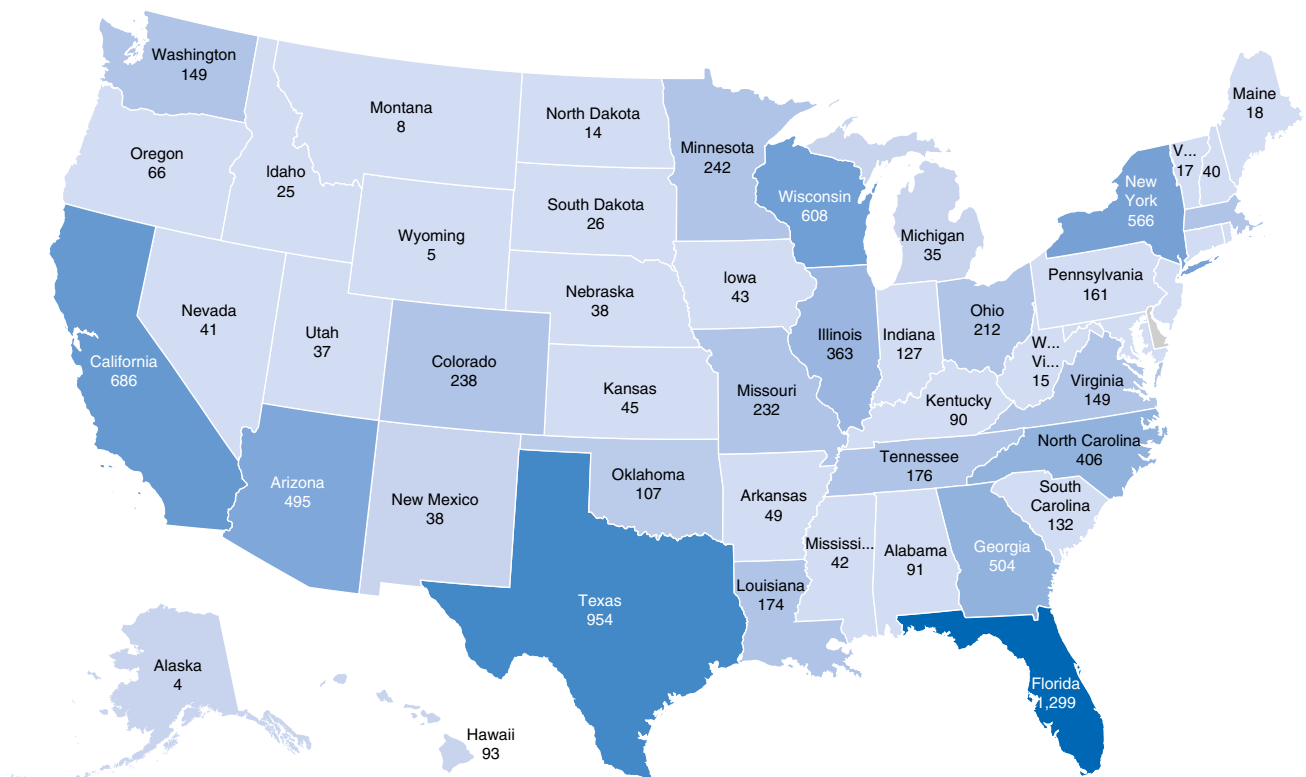 Washington
149
Montana
8
North Dakota
14
Minnesota
242
Maine
18
Oregon
66
Idaho
25
V...
17
40
Wisconsin
608
New
York
566
South Dakota
26
Wyoming
5
Michigan
35
Iowa
43
Pennsylvania
161
Nebraska
38
Nevada
41
Utah
37
Ohio
212
Illinois
363
Indiana
127
California
686
Colorado
238
W...
Vi...
15
Missouri
232
Kansas
45
Virginia
149
Kentucky
90
North Carolina
406
Tennessee
176
Oklahoma
107
Arizona
495
New Mexico
38
Arkansas
49
South
Carolina
132
Mississi...
42
Alabama
91
Georgia
504
Louisiana
174
Texas
954
Alaska
4
Florida
1,299
Hawaii
93